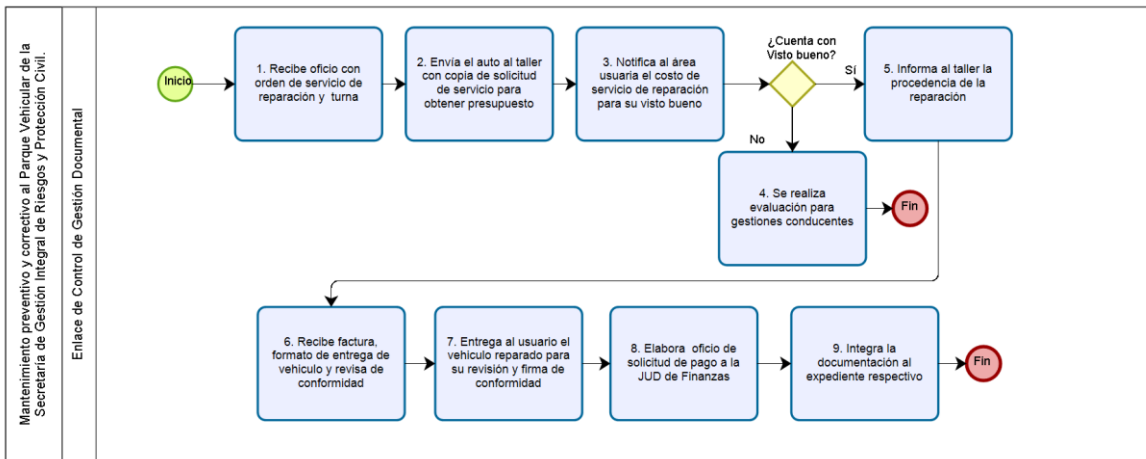 Mantenimiento preventivo y correctivo al Parque Vehicular de la
Secretaría de Gestión Integral de Riesgos y Protección Civil.
Enlace de Control de Gestión Documental
Inicio
1. Recibe oficio con
orden de servicio de
reparación y turna
2. Envía el auto al taller
con copia de solicitud
de servicio para
obtener presupuesto
3. Notifica al área
usuaria el costo de
servicio de reparación
para su visto bueno
¿Cuenta con
Visto bueno?
Sí
5. Informa al taller la
procedencia de la
reparación
No
4. Se realiza
evaluación para
gestiones conducentes
Fin
6. Recibe factura,
formato de entrega de
vehiculo y revisa de
conformidad
7. Entrega al usuario el
vehiculo reparado para
su revisión y firma de
conformidad
8. Elabora oficio de
solicitud de pago a la
JUD de Finanzas
9. Integra la
documentación al
expediente respectivo
Fin